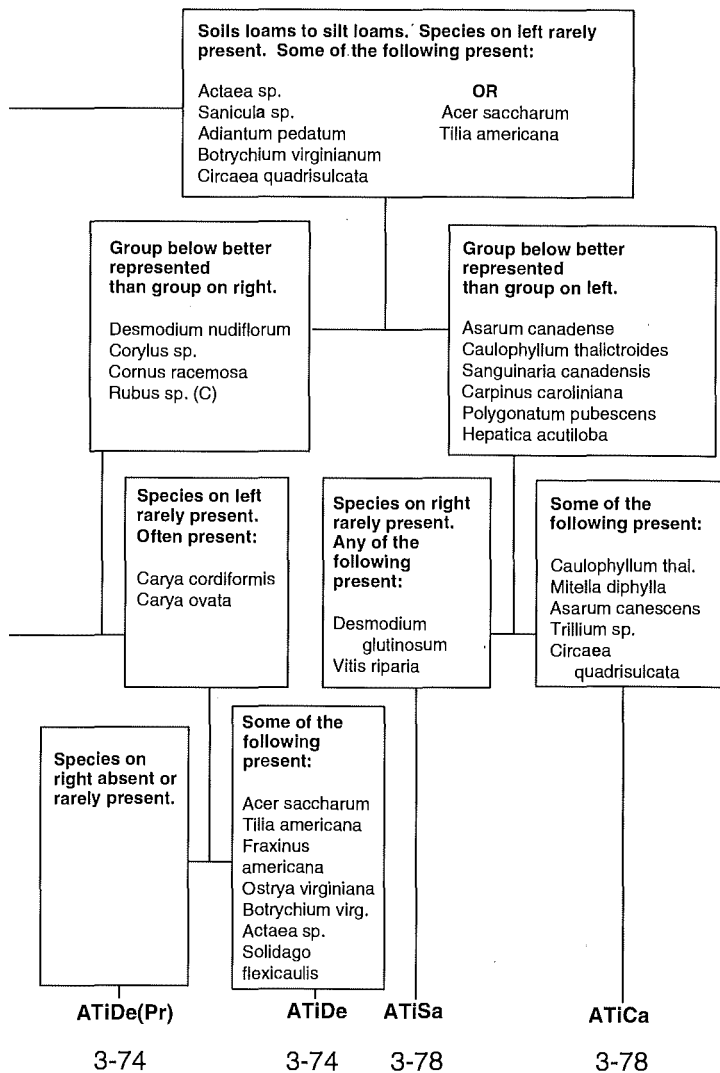 Soils loams to silt loams. Species on left rarely
present. Some of the following present:
Actaea sp.
Sanicula sp.
Adiantum pedatum
Botrychium virginianum
Circaea quadrisulcata
OR
Acer saccharum
Tilia americana
Group below better
represented
than group on right.
Desmodium nudiflorum
Corylus sp.
Cornus racemosa
Rubus sp. (C)
Group below better
represented
than group on left.
Asarum canadense
Caulophyllum thalictroides
Sanguinaria canadensis
Carpinus caroliniana
Polygonatum pubescens
Hepatica acutiloba
Species on left
rarely present.
Often present:
Carya cordiformis
Carya ovata
Species on right
rarely present.
Any of the
following
present:
Desmodium
glutinosum
Vitis riparia
Some of the
following present:
Caulophyllum thal.
Mitella diphylla
Asarum canescens
Trillium sp.
Circaea
quadrisulcata
Species on
right absent or
rarely present.
Some of the
following
present:
Acer saccharum
Tilia americana
Fraxinus
americana
Ostrya virginiana
Botrychium virg.
Actaea sp.
Solidago
flexicaulis
ATiDe(Pr) ATiDe ATiSa ATiCa
3-74 3-74 3-78 3-78